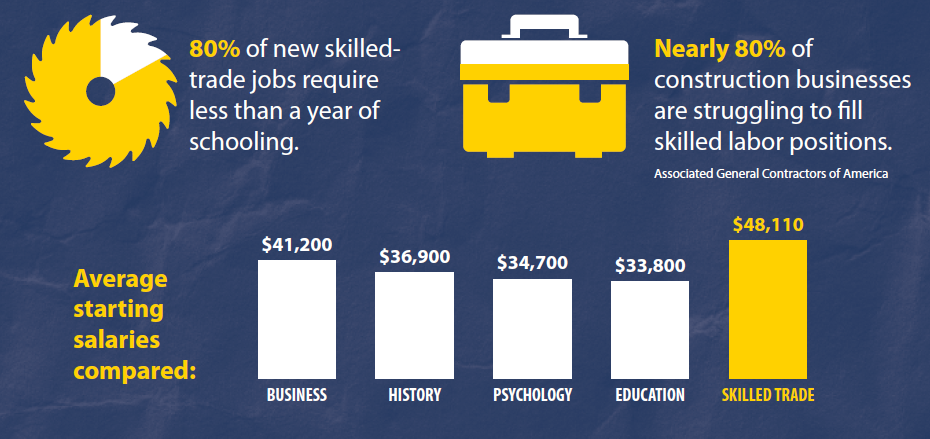 80% of new skilled-
trade jobs require
less than a year of
schooling.
Nearly 80% of
construction businesses
are struggling to fill
skilled labor positions.
Associated General Contractors of America
Average
starting
salaries
compared:
$41,200
$36,900
$34,700
$33,800
$48,110
BUSINESS
HISTORY
PSYCHOLOGY
EDUCATION
SKILLED TRADE